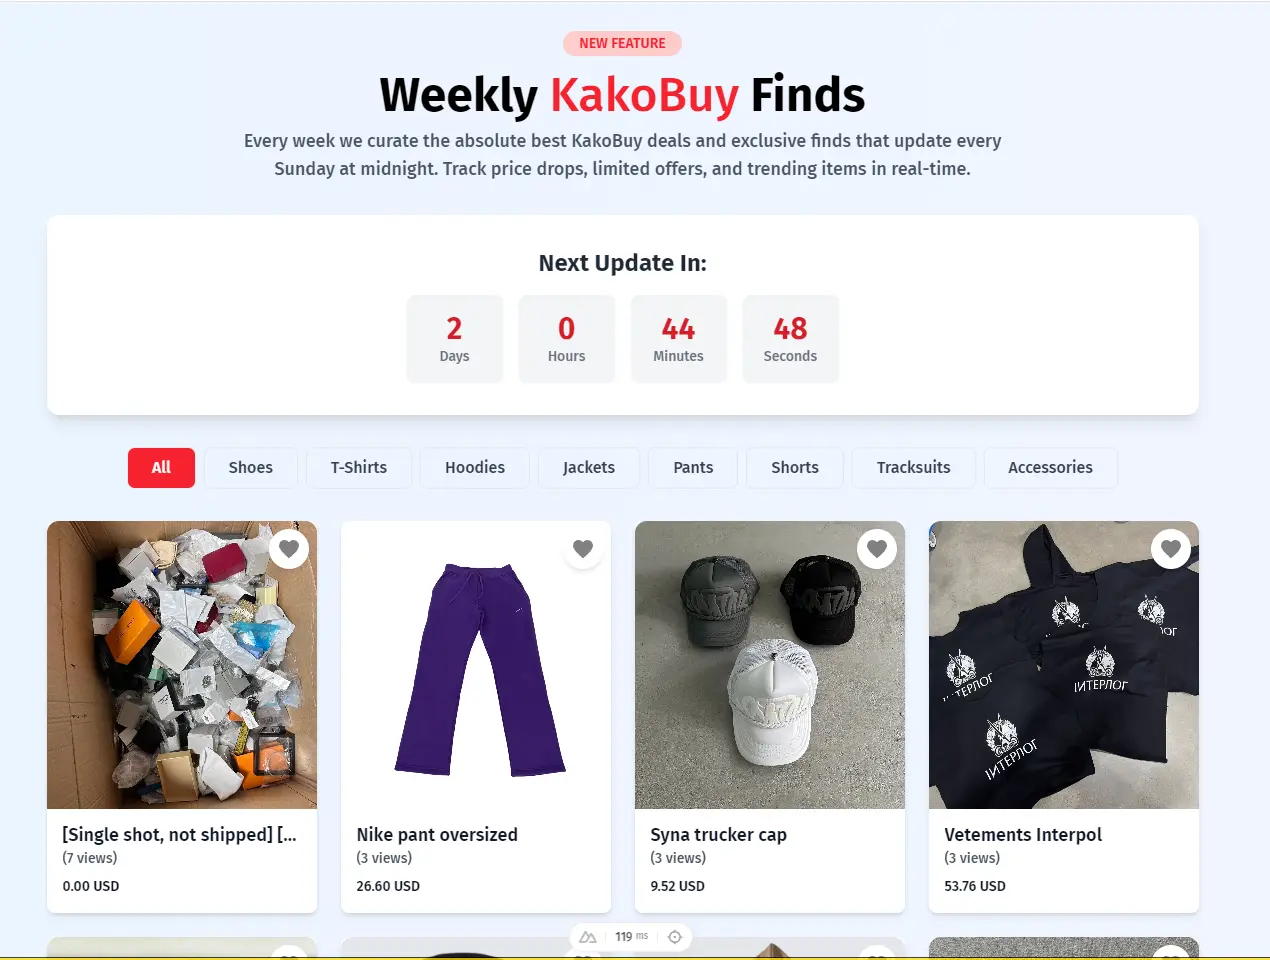 NEW FEATURE
Weekly KakoBuy Finds
Every week we curate the absolute best KakoBuy deals and exclusive finds that update every
Sunday at midnight. Track price drops, limited offers, and trending items in real-time.
Next Update In:
2 0 44 48
Days Hours Minutes Seconds
All Shoes T-Shirts Hoodies Jackets Pants Shorts Tracksuits Accessories
ІНТЕРПОГ
[Single shot, not shipped] [...
(7 views)
0.00 USD
Nike pant oversized
(3 views)
26.60 USD
Syna trucker cap
(3 views)
9.52 USD
Vetements Interpol
(3 views)
53.76 USD
119 ms